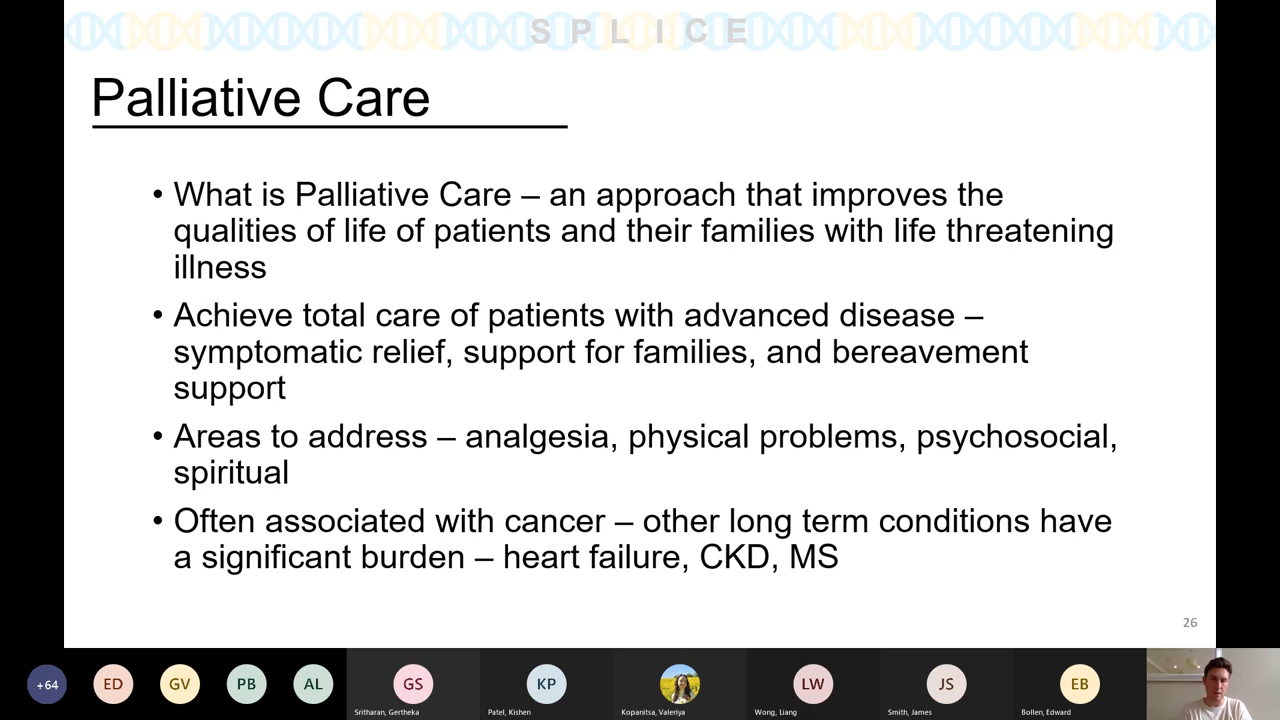 S P L I C E
Palliative Care
• What is Palliative Care – an approach that improves the
qualities of life of patients and their families with life threatening
illness
• Achieve total care of patients with advanced disease –
symptomatic relief, support for families, and bereavement
support
• Areas to address – analgesia, physical problems, psychosocial,
spiritual
• Often associated with cancer – other long term conditions have
a significant burden – heart failure, CKD, MS
26
+64 ED GV PB AL GS KP LW JS EB
Sritharan, Gertheka Patel, Kishen Kopanitsa, Valeriya Wong, Liang Smith, James Bollen, Edward